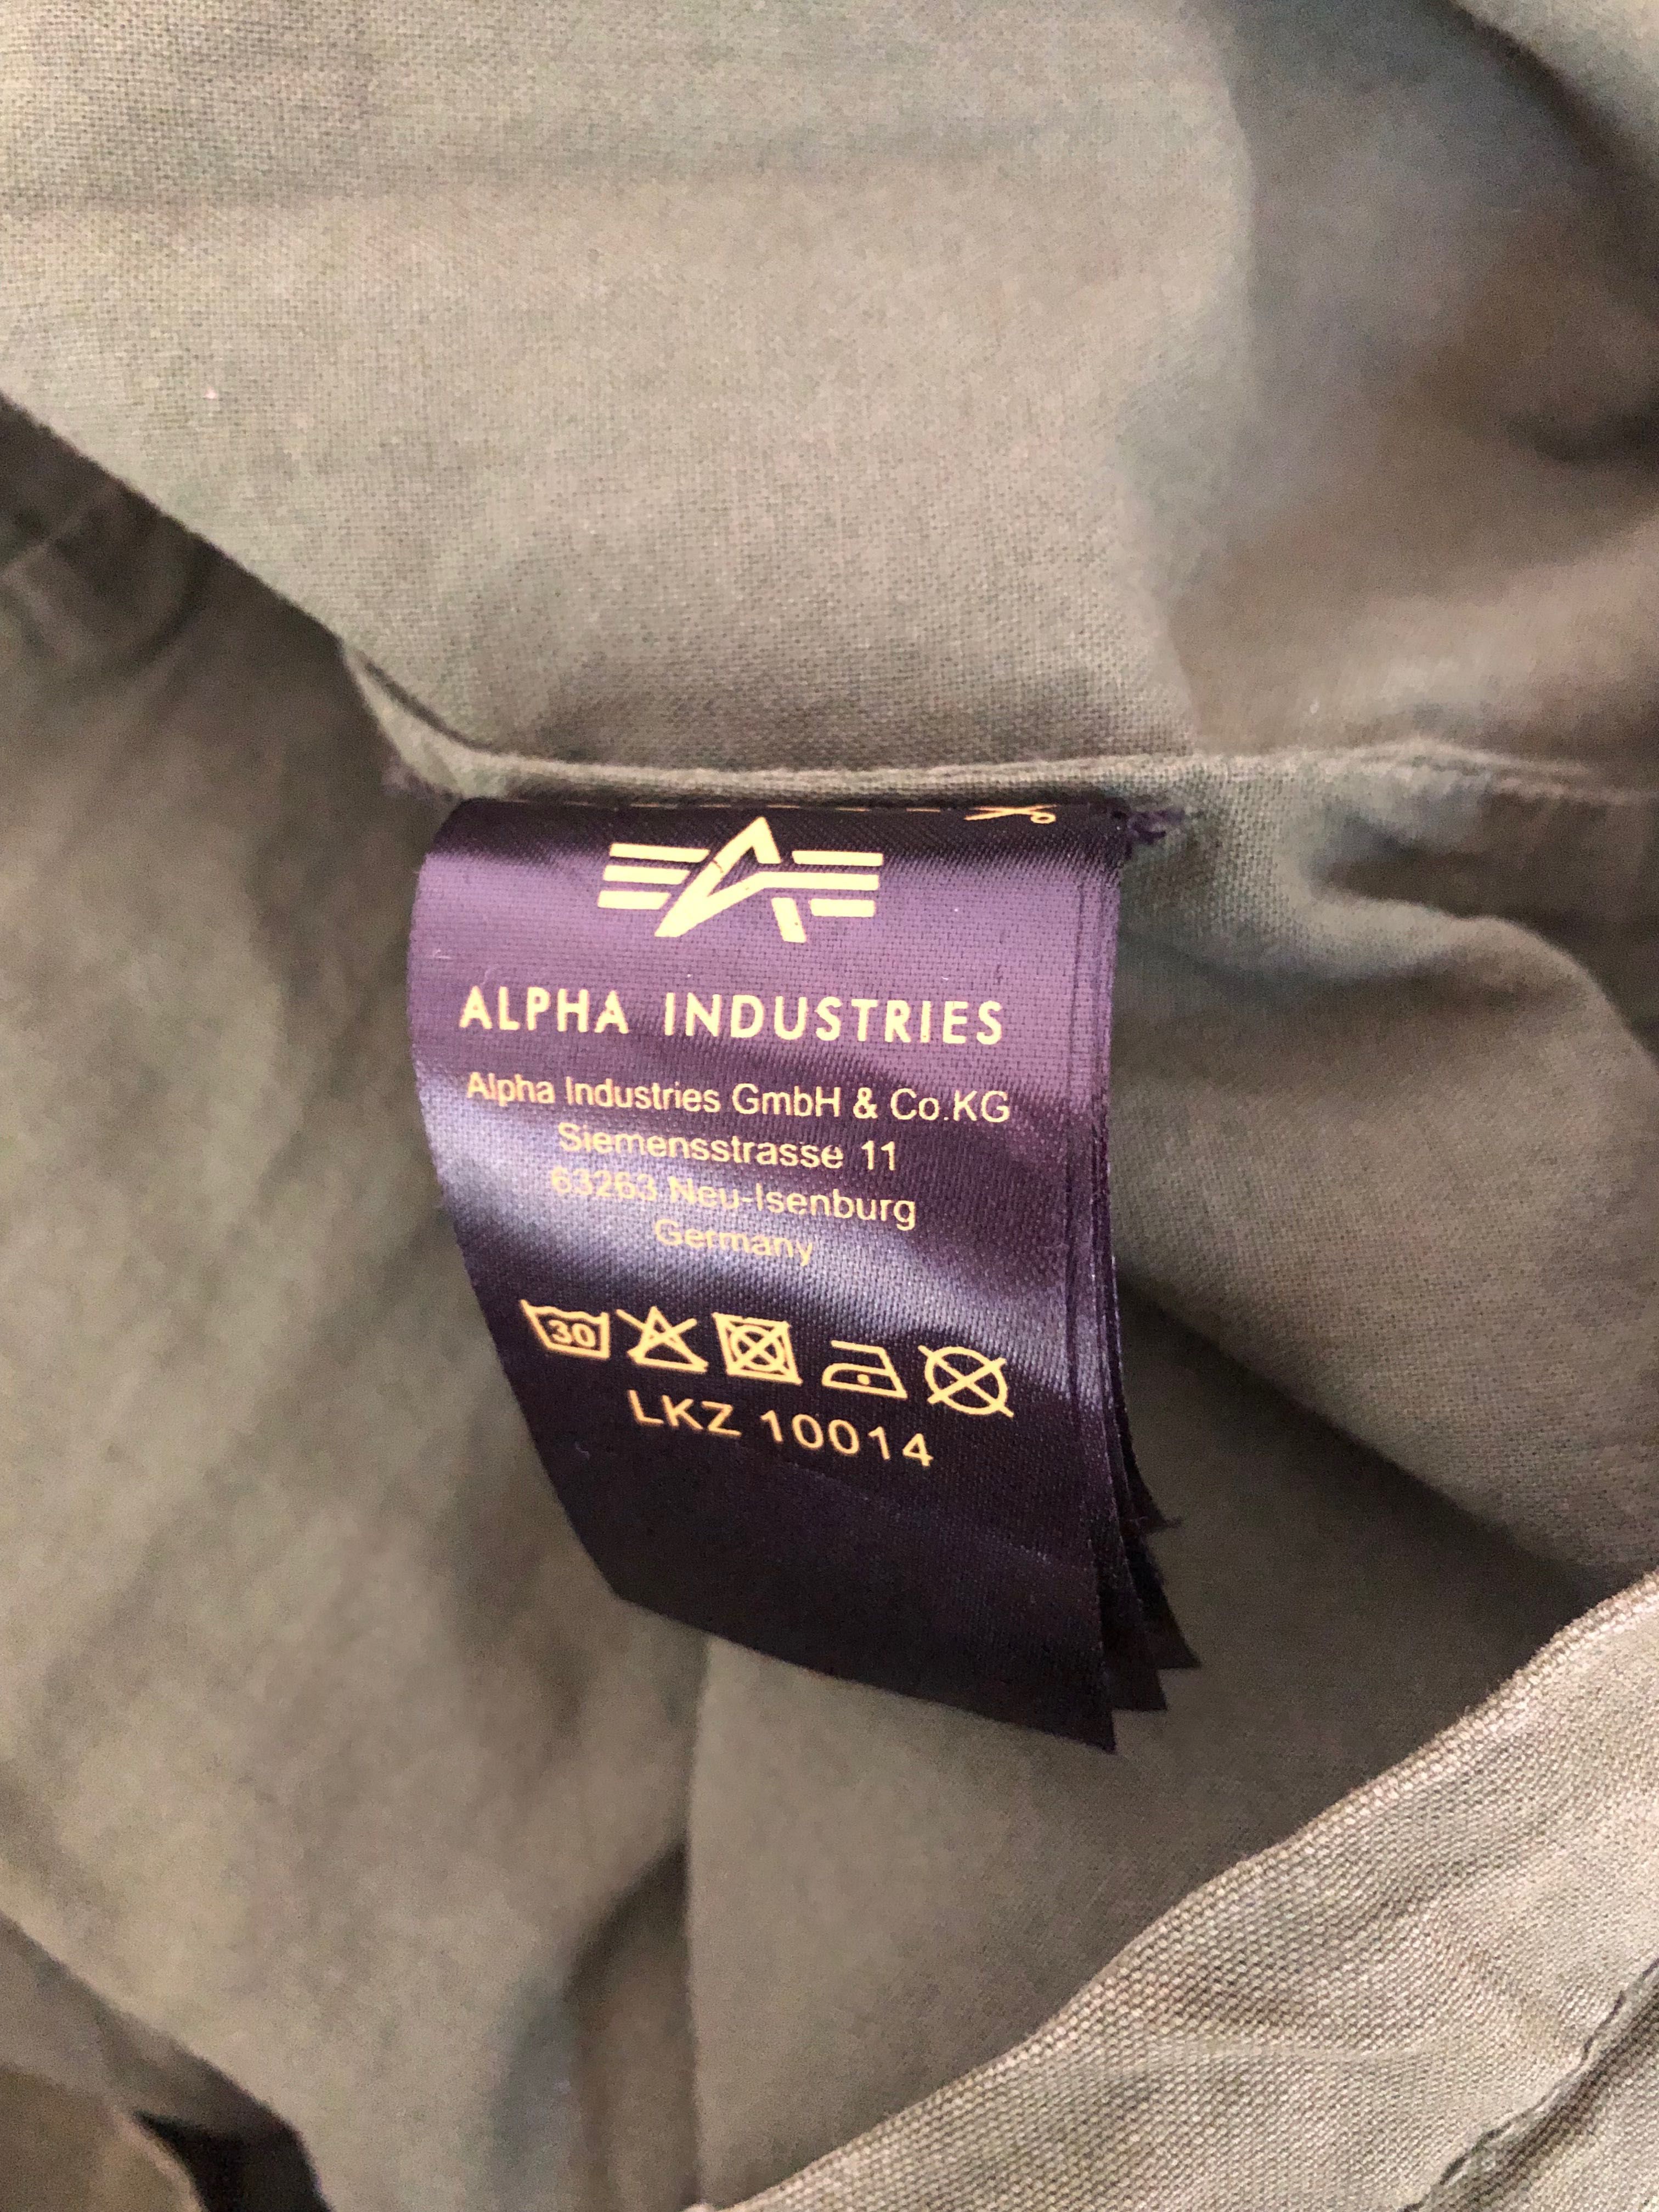 ALPHA INDUSTRIES
Alpha Industries GmbH & Co.KG
Siemensstrasse 11
63263 Neu-Isenburg
Germany
30
LKZ 10014